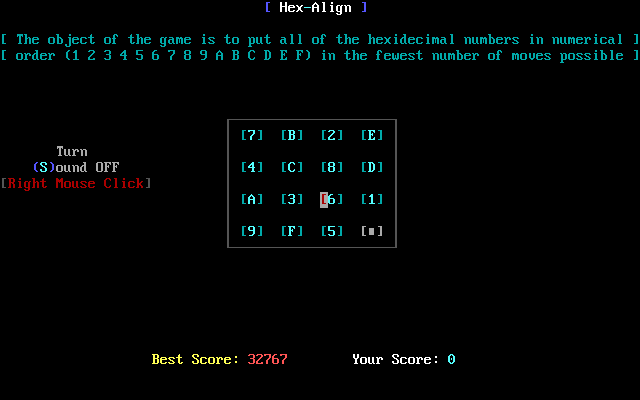 [ Hex-Align ]
[ The object of the game is to put all of the hexidecimal numbers in numerical ]
[ order (1 2 3 4 5 6 7 8 9 A B C D E F) in the fewest number of moves possible ]
[7] [B] [2] [E]
Turn
(S)ound OFF
[4] [C] [8] [D]
[Right Mouse Click]
[A] [3] [6] [1]
[9] [F] [5] [■]
Best Score: 32767 Your Score: 0